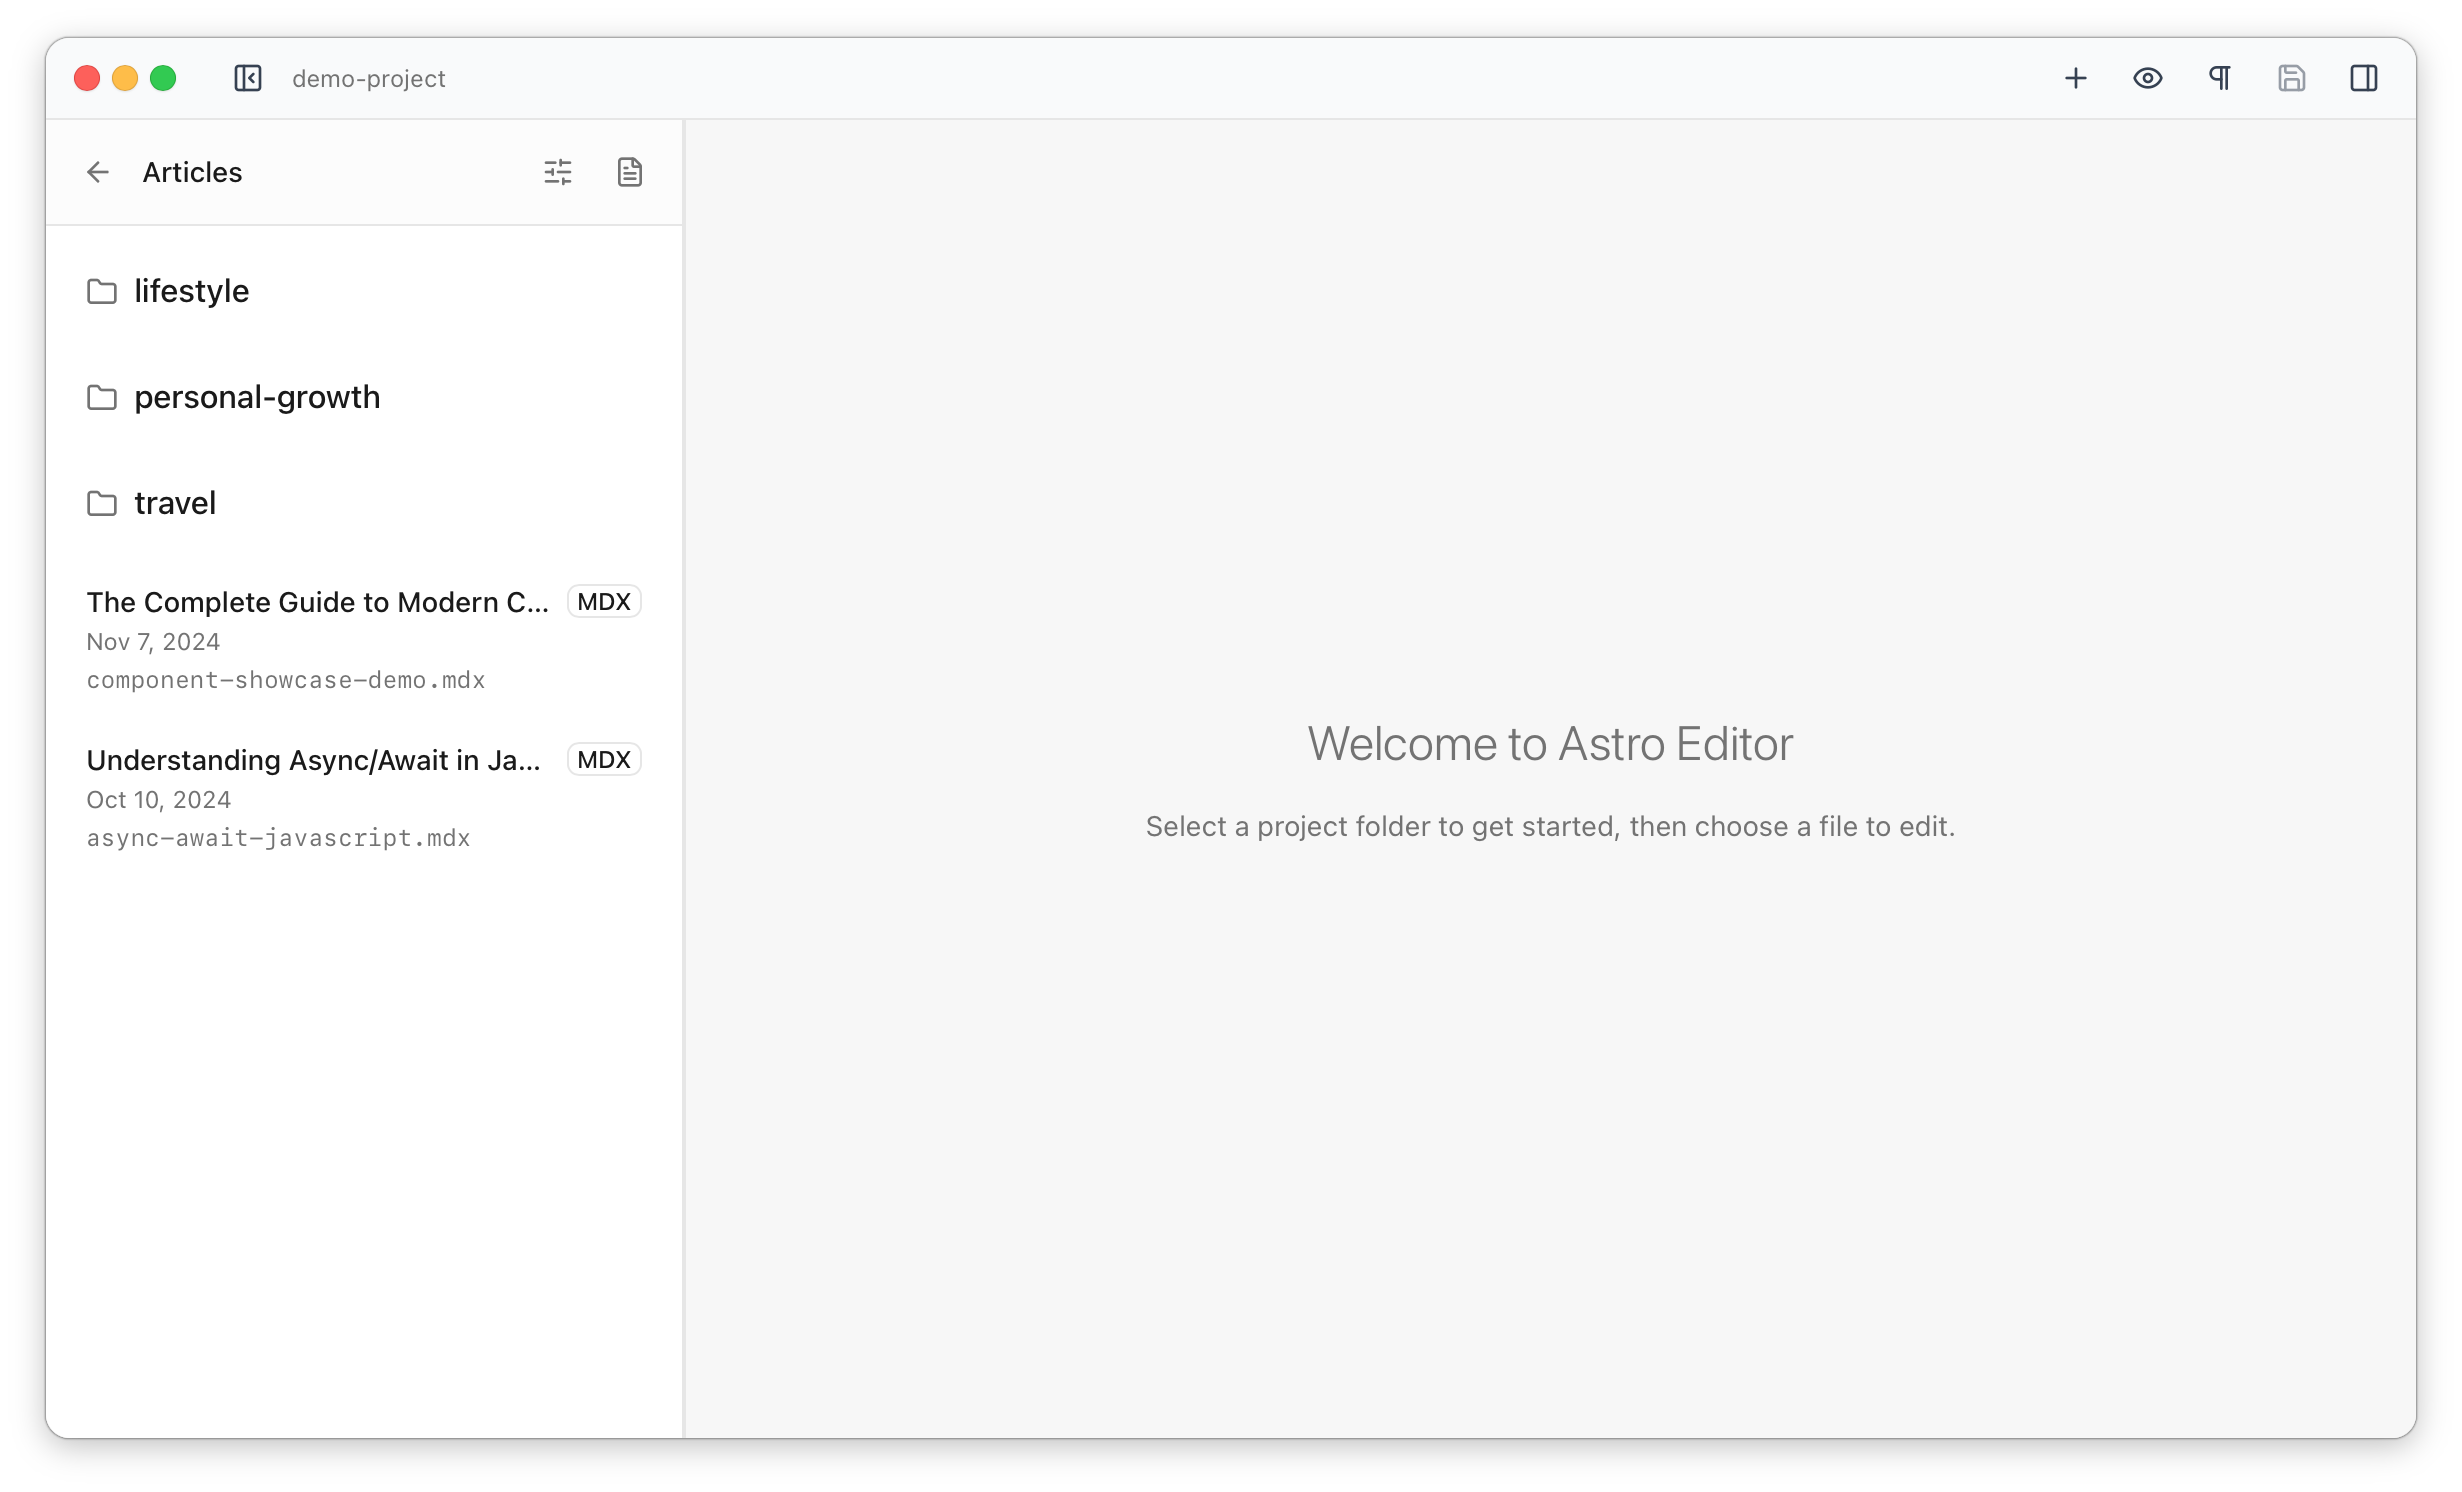 demo-project
Articles
lifestyle
personal-growth
travel
The Complete Guide to Modern C... MDX
Nov 7, 2024
component-showcase-demo.mdx
Understanding Async/Await in Ja... MDX
Oct 10, 2024
async-await-javascript.mdx
Welcome to Astro Editor
Select a project folder to get started, then choose a file to edit.